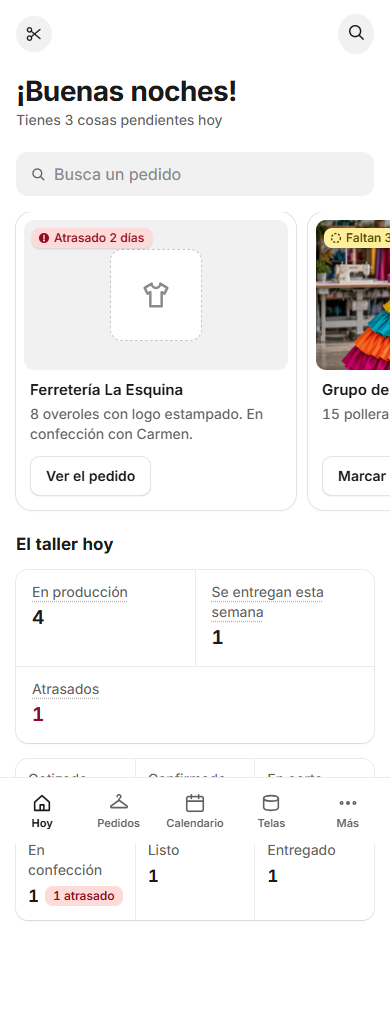 ¡Buenas noches!
Tienes 3 cosas pendientes hoy
Busca un pedido
Atrasado 2 días
Faltan 3
Ferretería La Esquina
8 overoles con logo estampado. En
confección con Carmen.
Ver el pedido
Grupo de
15 pollera
Marcar
El taller hoy
En producción
4
Se entregan esta
semana
1
Atrasados
1
Hoy
Pedidos
Calendario
Telas
Más
En
confección
1 1 atrasado
Listo
1
Entregado
1